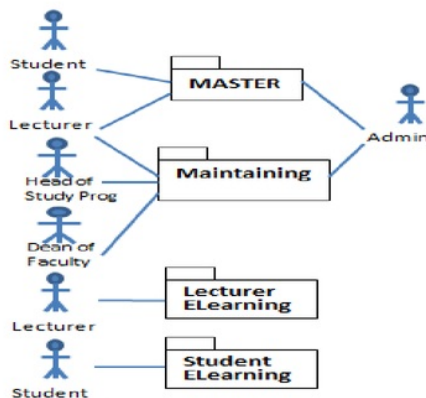 Student
MASTER
Lecturer
Admin
Maintaining
Head of
Study Prog
Dean of
Faculty
Lecturer
ELearning
Lecturer
Student
ELearning
Student